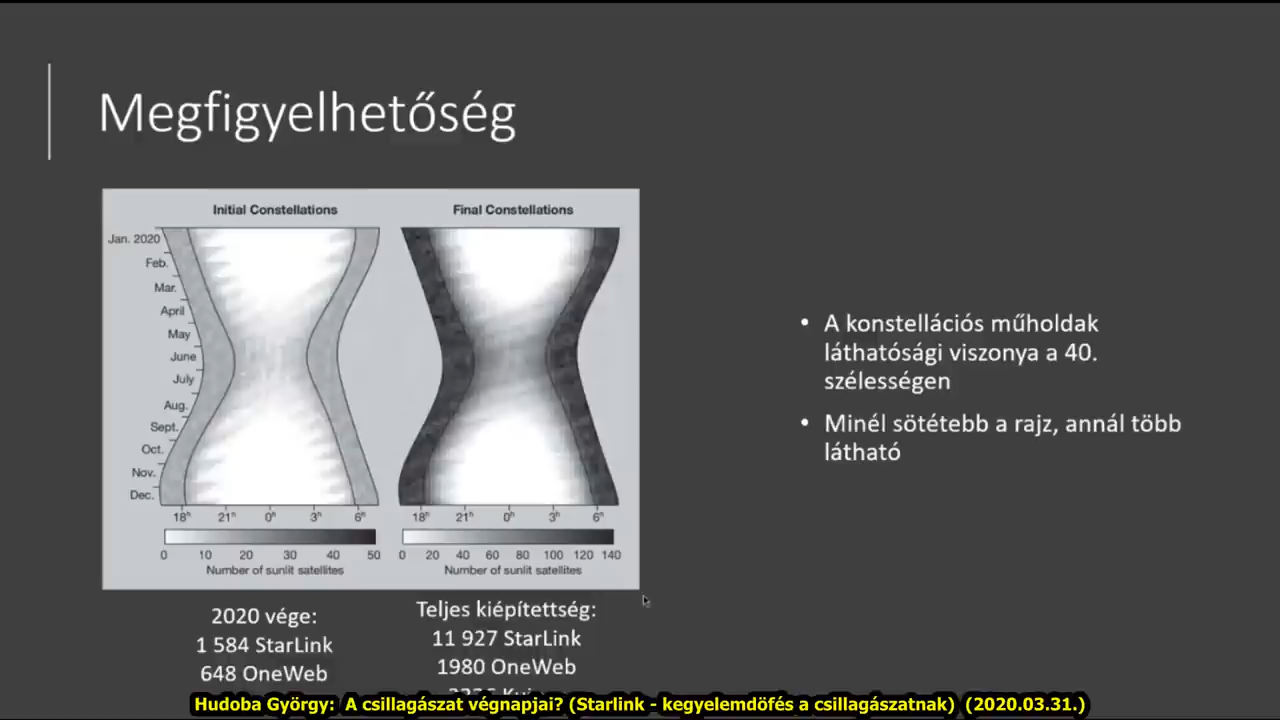 Megfigyelhetőség
Initial Constellations
Final Constellations
Jan. 2020
Feb.
Mar.
April
May
June
July
Aug.
Sept.
Oct.
Nov.
Dec.
18ʰ 21ʰ 0ʰ 3ʰ 6ʰ
18ʰ 21ʰ 0ʰ 3ʰ 6ʰ
0 10 20 30 40 50
0 20 40 60 80 100 120 140
Number of sunlit satellites
Number of sunlit satellites
2020 vége:
1 584 StarLink
648 OneWeb
Teljes kiépítettség:
11 927 StarLink
1980 OneWeb
• A konstellációs műholdak
láthatósági viszonya a 40.
szélességen
• Minél sötétebb a rajz, annál több
látható
Hudoba György: A csillagászat végnapjai? (Starlink - kegyelemdöfés a csillagászatnak) (2020.03.31.)